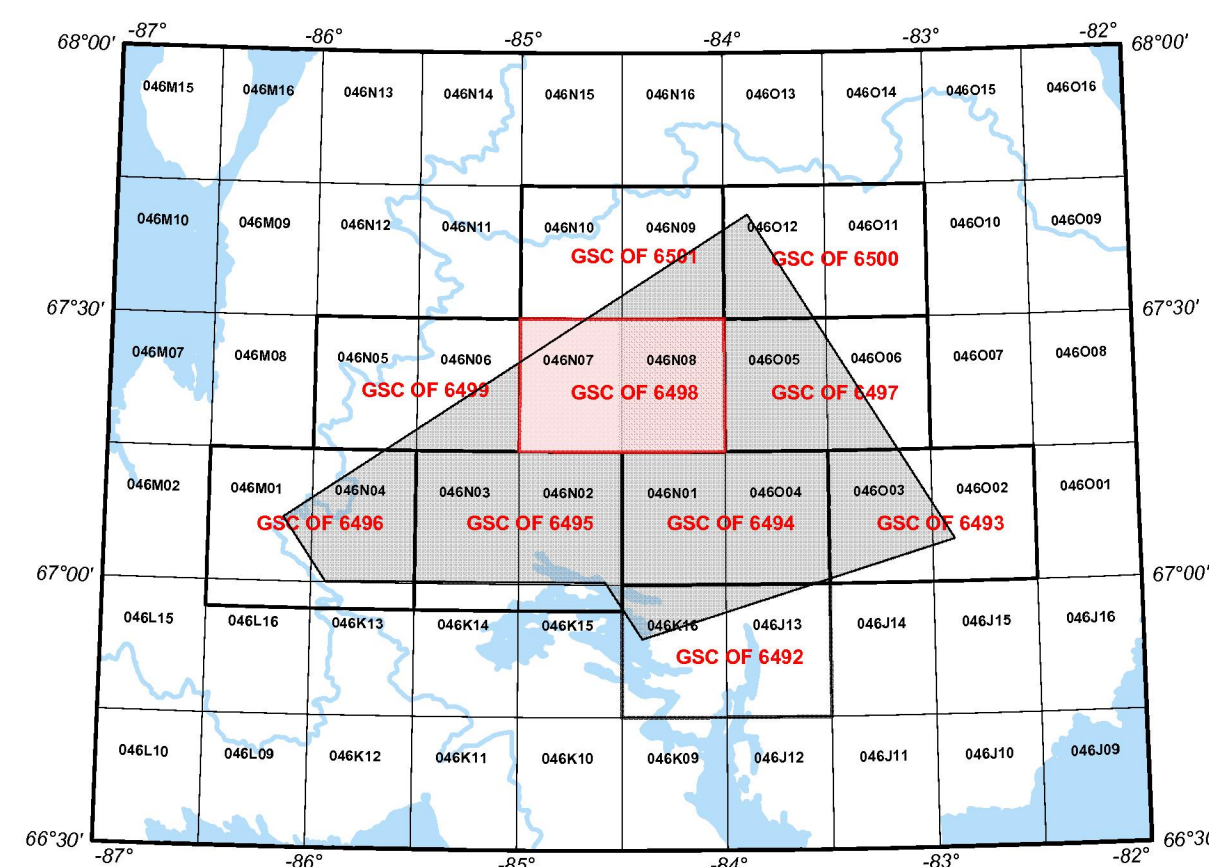 -87° -86° -85° -84° -83° -82°
68°00' 68°00'
046M15 046M16 046N13 046N14 046N15 046N16 046O13 046O14 046O15 046O16
046M10 046M09 046N12 046N11 046N10 046N09 046O12 046O11 046O10 046O09
GSC OF 6501 GSC OF 6500
67°30' 67°30'
046M07 046M08 046N05 046N06 046N07 046N08 046O05 046O06 046O07 046O08
GSC OF 6499 GSC OF 6498 GSC OF 6497
046M02 046M01 046N04 046N03 046N02 046N01 046O04 046O03 046O02 046O01
GSC OF 6496 GSC OF 6495 GSC OF 6494 GSC OF 6493
67°00' 67°00'
046L15 046L16 046K13 046K14 046K15 046K16 046J13 046J14 046J15 046J16
GSC OF 6492
046L10 046L09 046K12 046K11 046K10 046K09 046J12 046J11 046J10 046J09
66°30' 66°30
-87° -86° -85° -84° -83° -82°